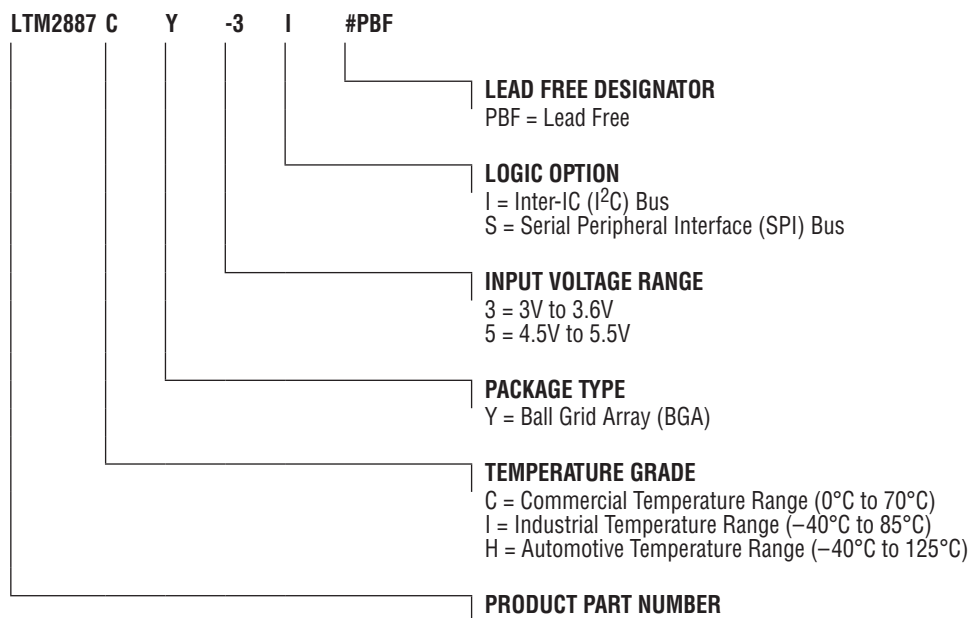 LTM2887 C Y -3 I #PBF
LEAD FREE DESIGNATOR
PBF = Lead Free
LOGIC OPTION
I = Inter-IC (I²C) Bus
S = Serial Peripheral Interface (SPI) Bus
INPUT VOLTAGE RANGE
3 = 3V to 3.6V
5 = 4.5V to 5.5V
PACKAGE TYPE
Y = Ball Grid Array (BGA)
TEMPERATURE GRADE
C = Commercial Temperature Range (0°C to 70°C)
I = Industrial Temperature Range (–40°C to 85°C)
H = Automotive Temperature Range (–40°C to 125°C)
PRODUCT PART NUMBER